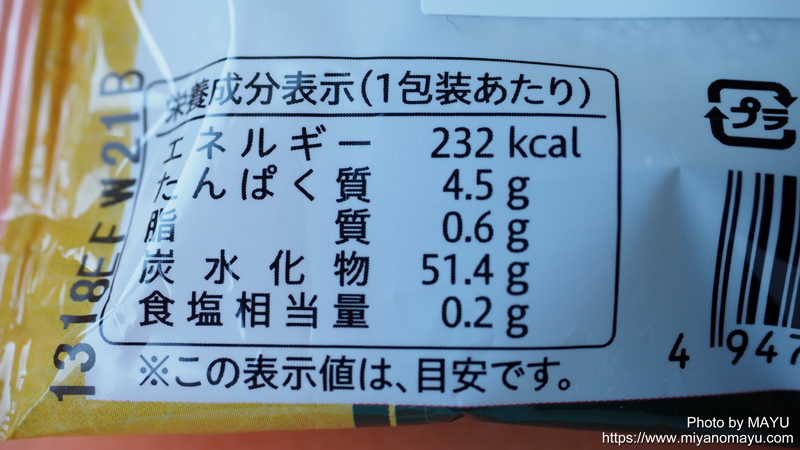 栄養成分表示(1包装あたり)
エネルギー 232 kcal
たんぱく質 4.5 g
脂質 0.6 g
炭水化物 51.4 g
食塩相当量 0.2 g
※この表示値は、目安です。
プラ
4 947
Photo by MAYU
https://www.miyanomayu.com